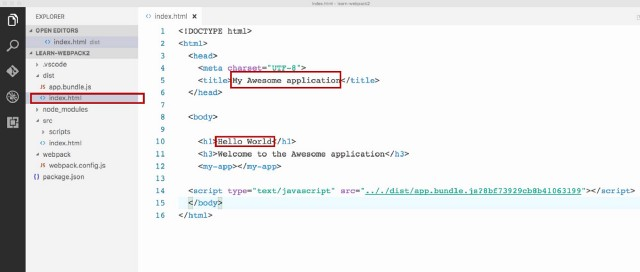 index.html - learn-webpack2
EXPLORER
index.html ×
OPEN EDITORS
index.html dist
LEARN-WEBPACK2
.vscode
dist
app.bundle.js
index.html
node_modules
src
scripts
index.html
webpack
webpack.config.js
package.json
1 <!DOCTYPE html>
2 <html>
3 <head>
4 <meta charset="UTF-8">
5 <title>My Awesome application</title>
6 </head>
7
8 <body>
9
10 <h1>Hello World</h1>
11 <h3>Welcome to the Awesome application</h3>
12 <my-app></my-app>
13
14 <script type="text/javascript" src="../../dist/app.bundle.js?8bf73929cb8b41063199"></script>
15 </body>
16 </html>